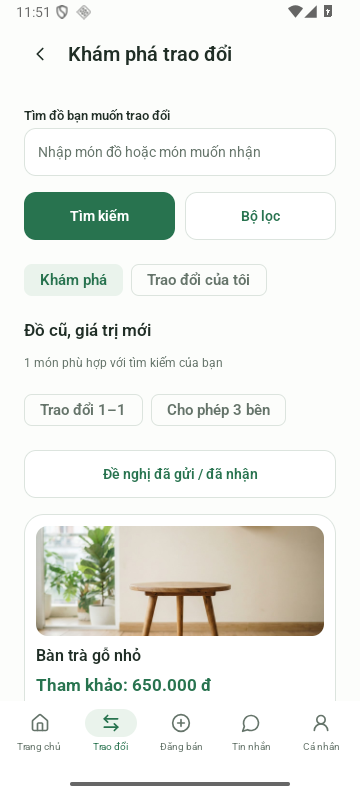 11:51
Khám phá trao đổi
Tìm đồ bạn muốn trao đổi
Nhập món đồ hoặc món muốn nhận
Tìm kiếm
Bộ lọc
Khám phá
Trao đổi của tôi
Đồ cũ, giá trị mới
1 món phù hợp với tìm kiếm của bạn
Trao đổi 1–1
Cho phép 3 bên
Đề nghị đã gửi / đã nhận
Bàn trà gỗ nhỏ
Tham khảo: 650.000 đ
Trang chủ
Trao đổi
Đăng bán
Tin nhắn
Cá nhân